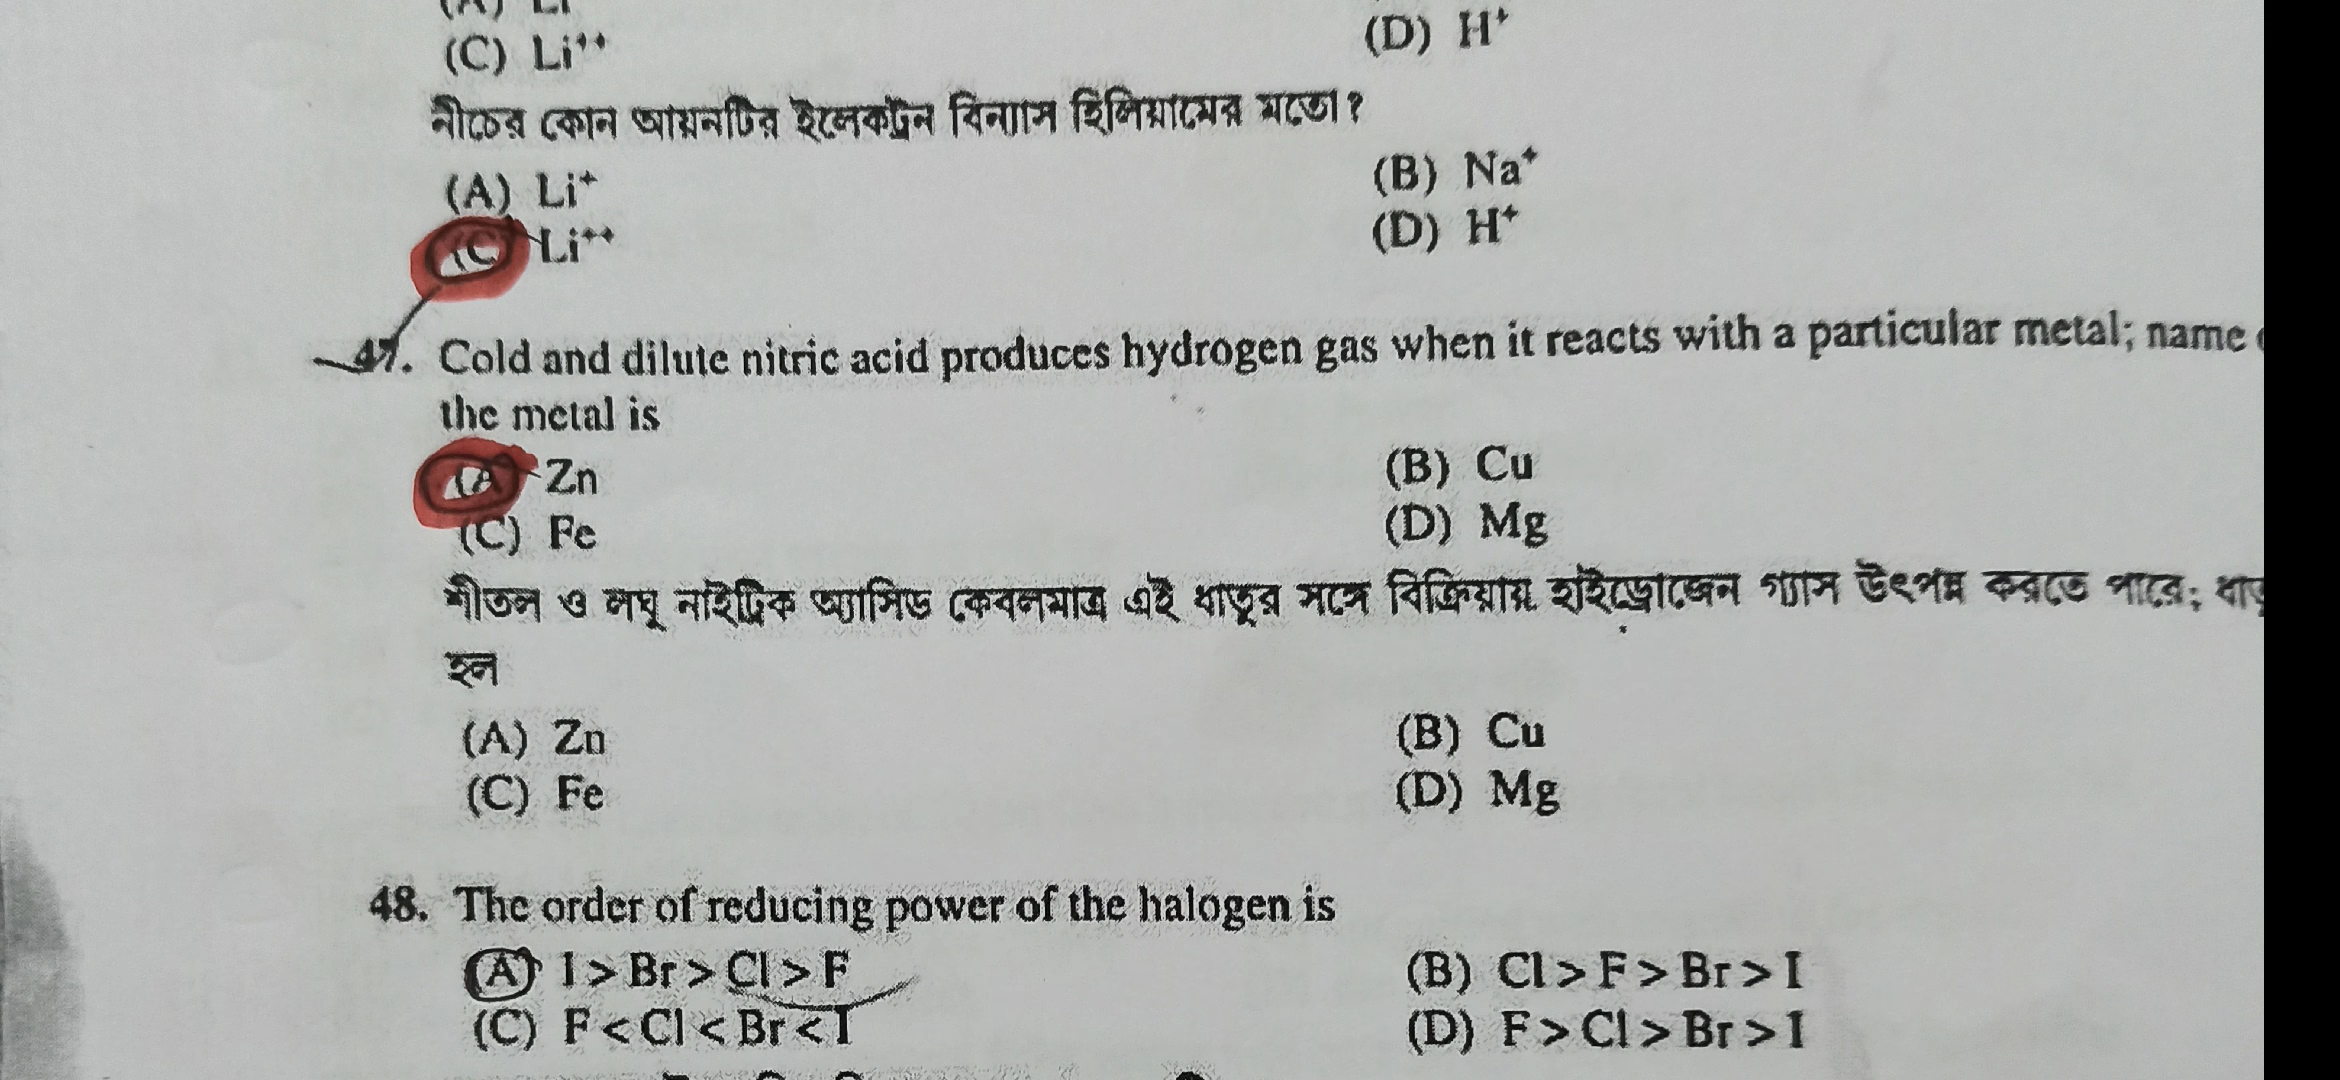 (A) Li
(C) Li⁺⁺ (D) H⁺
নীচের কোন আয়নটির ইলেকট্রন বিন্যাস হিলিয়ামের মতো?
(A) Li⁺ (B) Na⁺
(C) Li⁺⁺ (D) H⁺
47. Cold and dilute nitric acid produces hydrogen gas when it reacts with a particular metal; name
the metal is
(A) Zn (B) Cu
(C) Fe (D) Mg
শীতল ও লঘু নাইট্রিক অ্যাসিড কেবলমাত্র এই ধাতুর সঙ্গে বিক্রিয়ায় হাইড্রোজেন গ্যাস উৎপন্ন করতে পারে;
হল
(A) Zn (B) Cu
(C) Fe (D) Mg
48. The order of reducing power of the halogen is
(A) I > Br > Cl > F (B) Cl > F > Br > I
(C) F < Cl < Br < I (D) F > Cl > Br > I